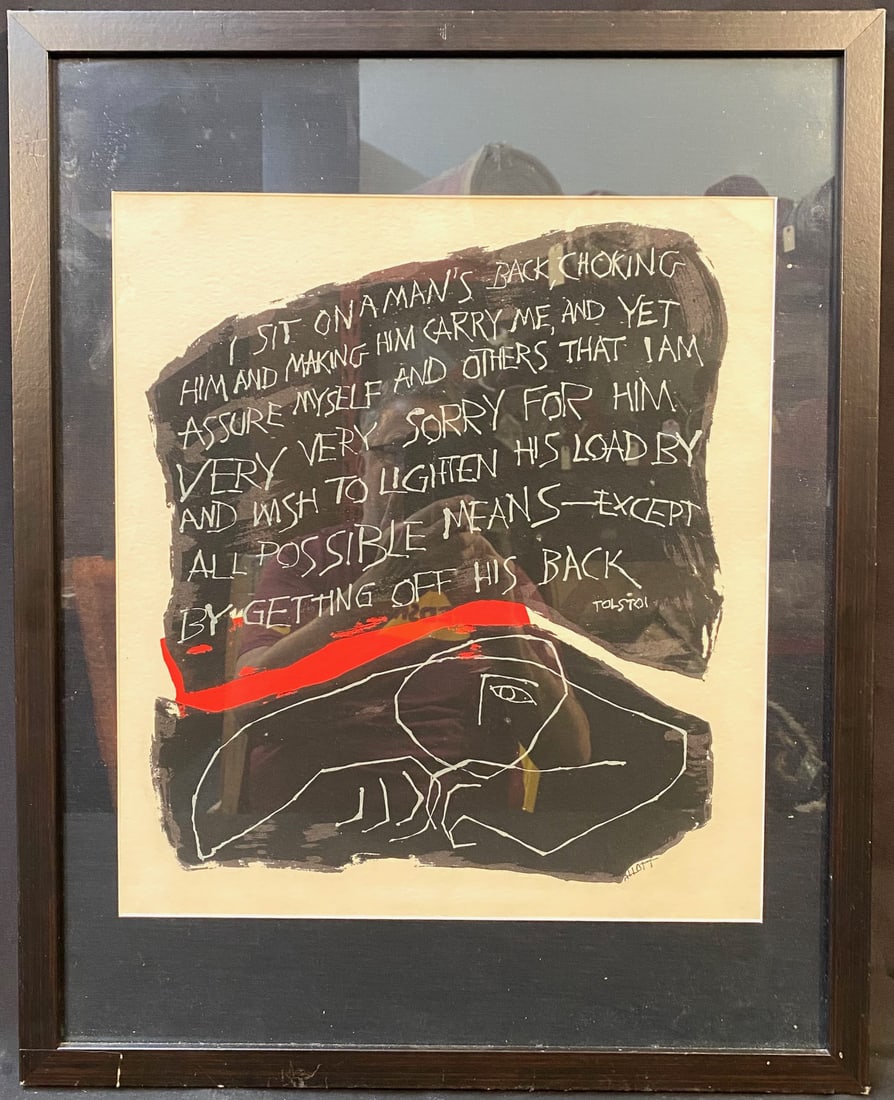 I SIT ON A MAN'S BACK, CHOKING
HIM AND MAKING HIM CARRY ME, AND YET
ASSURE MYSELF AND OTHERS THAT I AM
VERY VERY SORRY FOR HIM
AND WISH TO LIGHTEN HIS LOAD BY
ALL POSSIBLE MEANS—EXCEPT
BY GETTING OFF HIS BACK
TOLSTOI